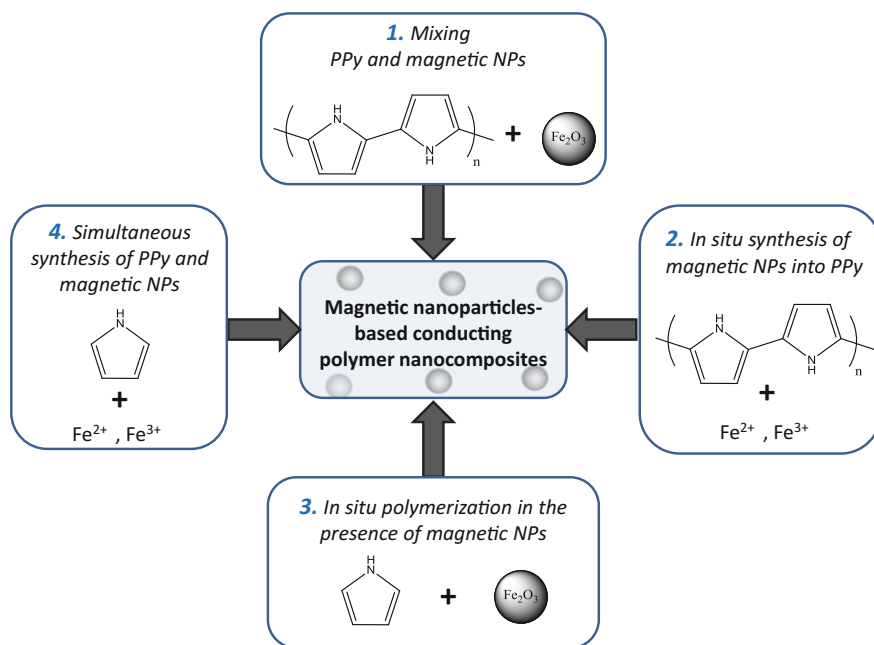 1. Mixing
PPy and magnetic NPs
H
N
N
H
n
+
Fe₂O₃
4. Simultaneous
synthesis of PPy and
magnetic NPs
H
N
+
Fe²⁺ , Fe³⁺
Magnetic nanoparticles-
based conducting
polymer nanocomposites
2. In situ synthesis of
magnetic NPs into PPy
H
N
N
H
n
+
Fe²⁺ , Fe³⁺
3. In situ polymerization in the
presence of magnetic NPs
H
N
+
Fe₂O₃